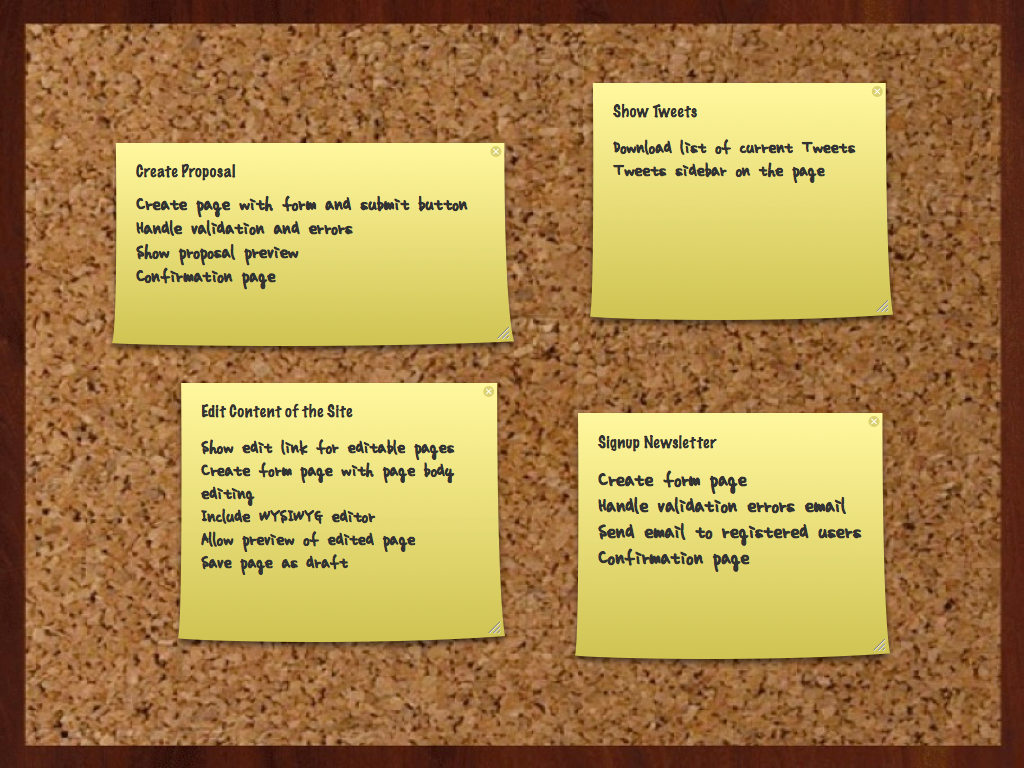 Create Proposal
Create page with form and submit button
Handle validation and errors
Show proposal preview
Confirmation page
Show Tweets
Download list of current Tweets
Tweets sidebar on the page
Edit Content of the Site
Show edit link for editable pages
Create form page with page body
editing
Include WYSIWYG editor
Allow preview of edited page
Save page as draft
Signup Newsletter
Create form page
Handle validation errors email
Send email to registered users
Confirmation page